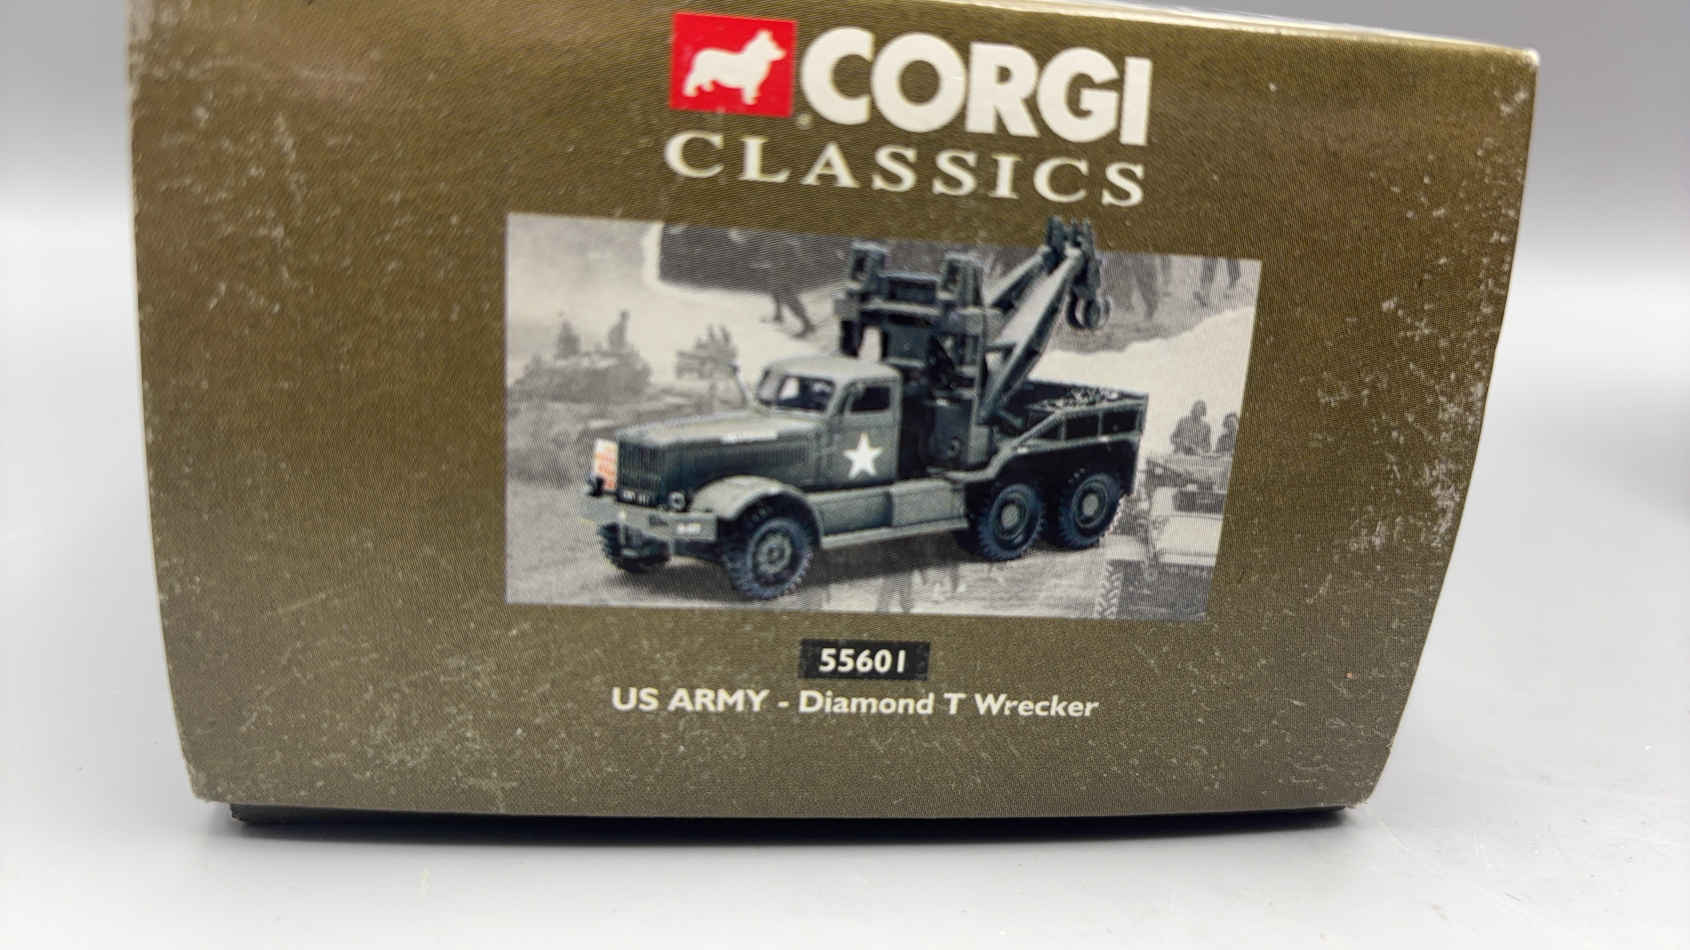 CORGI
CLASSICS
55601
US ARMY - Diamond T Wrecker